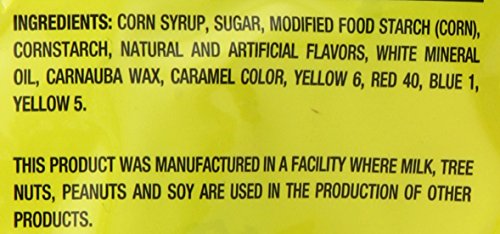 INGREDIENTS: CORN SYRUP, SUGAR, MODIFIED FOOD STARCH (CORN),
CORNSTARCH, NATURAL AND ARTIFICIAL FLAVORS, WHITE MINERAL
OIL, CARNAUBA WAX, CARAMEL COLOR, YELLOW 6, RED 40, BLUE 1,
YELLOW 5.
THIS PRODUCT WAS MANUFACTURED IN A FACILITY WHERE MILK, TREE
NUTS, PEANUTS AND SOY ARE USED IN THE PRODUCTION OF OTHER
PRODUCTS.